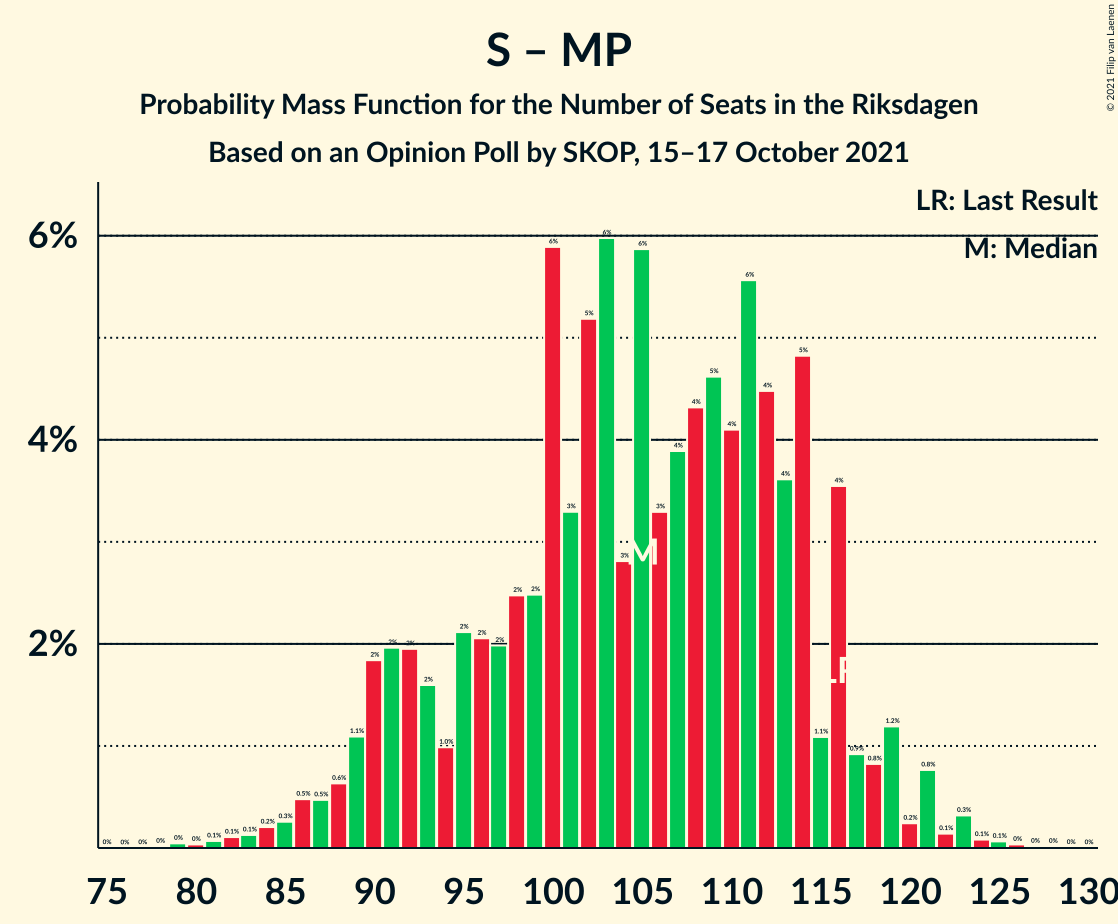 © 2021 Filip van Laenen
S – MP
Probability Mass Function for the Number of Seats in the Riksdagen
Based on an Opinion Poll by SKOP, 15–17 October 2021
LR: Last Result
M: Median
6%
4%
2%
0% 0% 0% 0% 0% 0% 0.1% 0.1% 0.1% 0.2% 0.3% 0.5% 0.5% 0.6% 1.1% 2% 2% 2% 2% 1.0% 2% 2% 2% 2% 2% 6% 3% 5% 6% 3% 6% 3% 4% 4% 5% 4% 6% 4% 4% 5% 1.1% 4% 0.9% 0.8% 1.2% 0.2% 0.8% 0.1% 0.3% 0.1% 0.1% 0% 0% 0% 0% 0%
M
LR
75 80 85 90 95 100 105 110 115 120 125 130